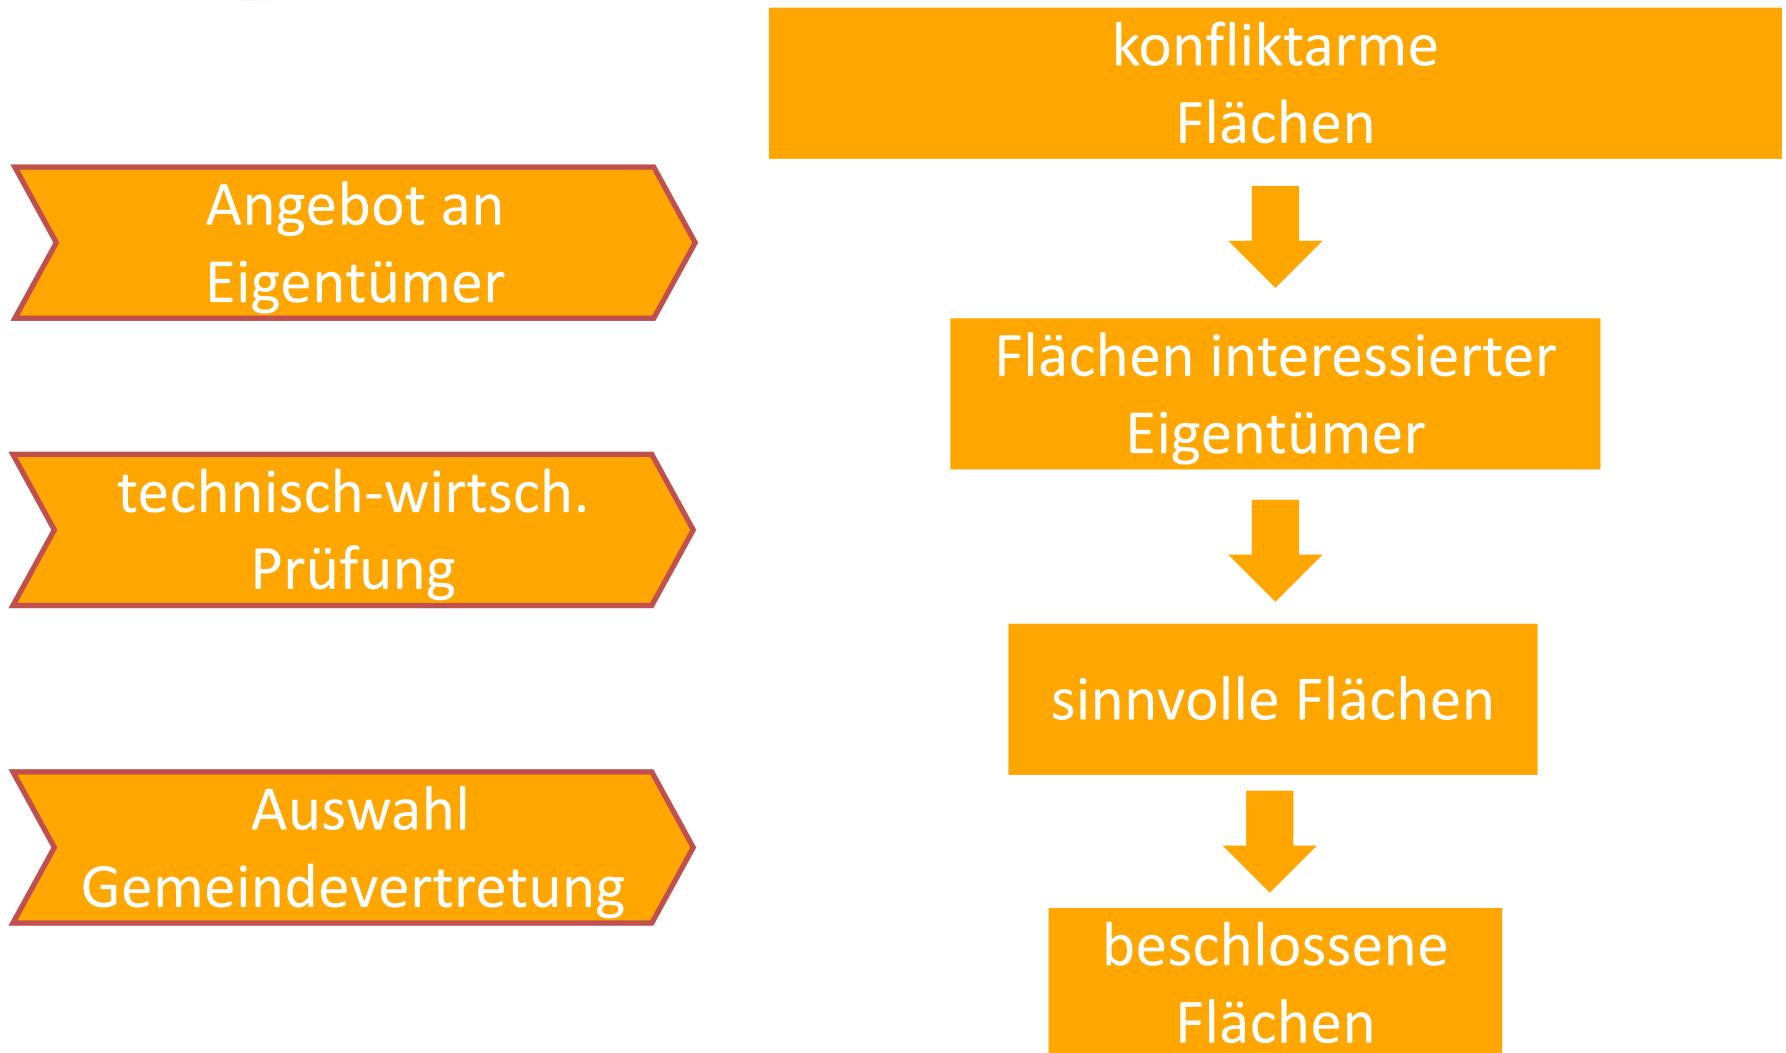 konfliktarme
Flächen
Angebot an
Eigentümer
Flächen interessierter
Eigentümer
technisch-wirtsch.
Prüfung
sinnvolle Flächen
Auswahl
Gemeindevertretung
beschlossene
Flächen